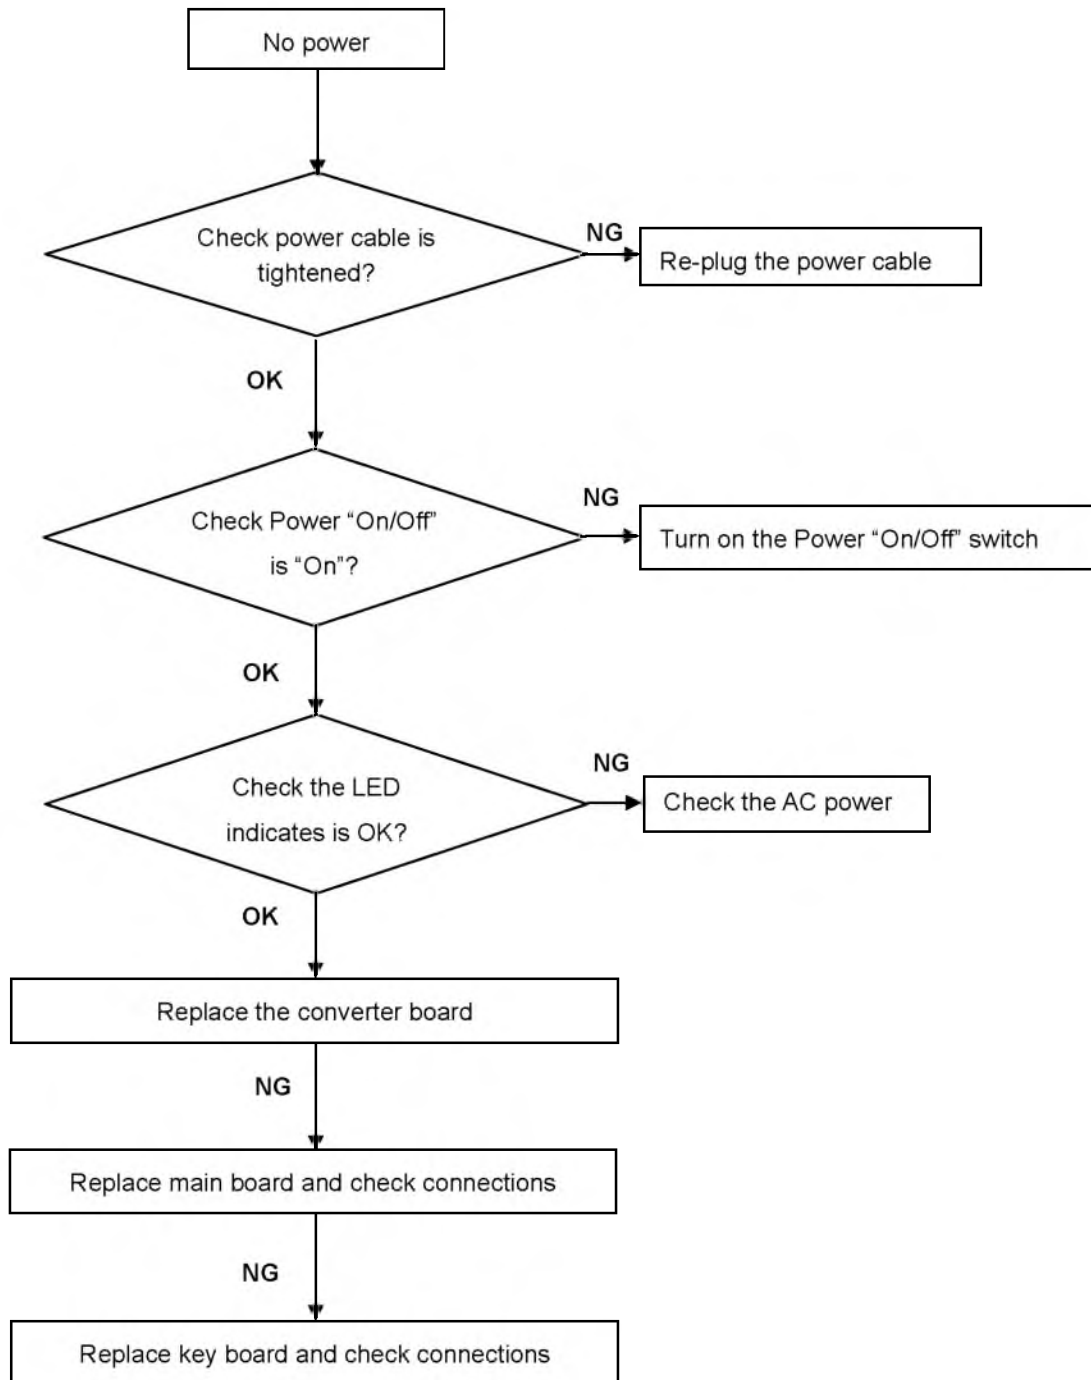 No power
Check power cable is
tightened?
NG
Re-plug the power cable
OK
Check Power “On/Off”
is “On”?
NG
Turn on the Power “On/Off” switch
OK
Check the LED
indicates is OK?
NG
Check the AC power
OK
Replace the converter board
NG
Replace main board and check connections
NG
Replace key board and check connections